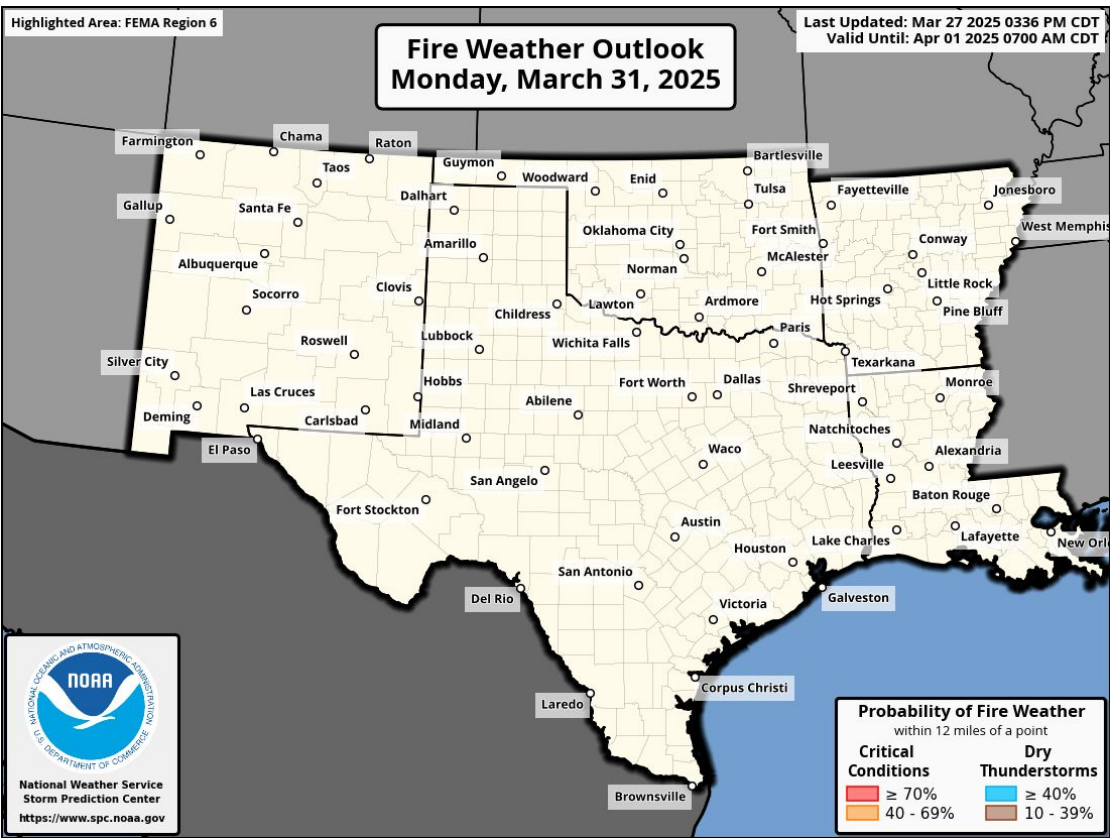 Highlighted Area: FEMA Region 6
Fire Weather Outlook
Monday, March 31, 2025
Last Updated: Mar 27 2025 0336 PM CDT
Valid Until: Apr 01 2025 0700 AM CDT
Farmington
Chama
Raton
Taos
Guymon
Woodward
Enid
Bartlesville
Tulsa
Fayetteville
Jonesboro
Gallup
Santa Fe
Dalhart
Oklahoma City
Fort Smith
West Memphis
Albuquerque
Amarillo
Norman
McAlester
Conway
Socorro
Clovis
Childress
Lawton
Ardmore
Hot Springs
Little Rock
Pine Bluff
Roswell
Lubbock
Wichita Falls
Paris
Texarkana
Silver City
Las Cruces
Hobbs
Fort Worth
Dallas
Shreveport
Monroe
Deming
Carlsbad
Midland
Abilene
Natchitoches
El Paso
San Angelo
Waco
Leesville
Alexandria
Fort Stockton
Austin
Baton Rouge
Houston
Lake Charles
Lafayette
New Orl
San Antonio
Del Rio
Victoria
Galveston
Laredo
Corpus Christi
Brownsville
NATIONAL OCEANIC AND ATMOSPHERIC ADMINISTRATION
NOAA
U.S. DEPARTMENT OF COMMERCE
National Weather Service
Storm Prediction Center
https://www.spc.noaa.gov
Probability of Fire Weather
within 12 miles of a point
Critical
Conditions
≥ 70%
40 - 69%
Dry
Thunderstorms
≥ 40%
10 - 39%